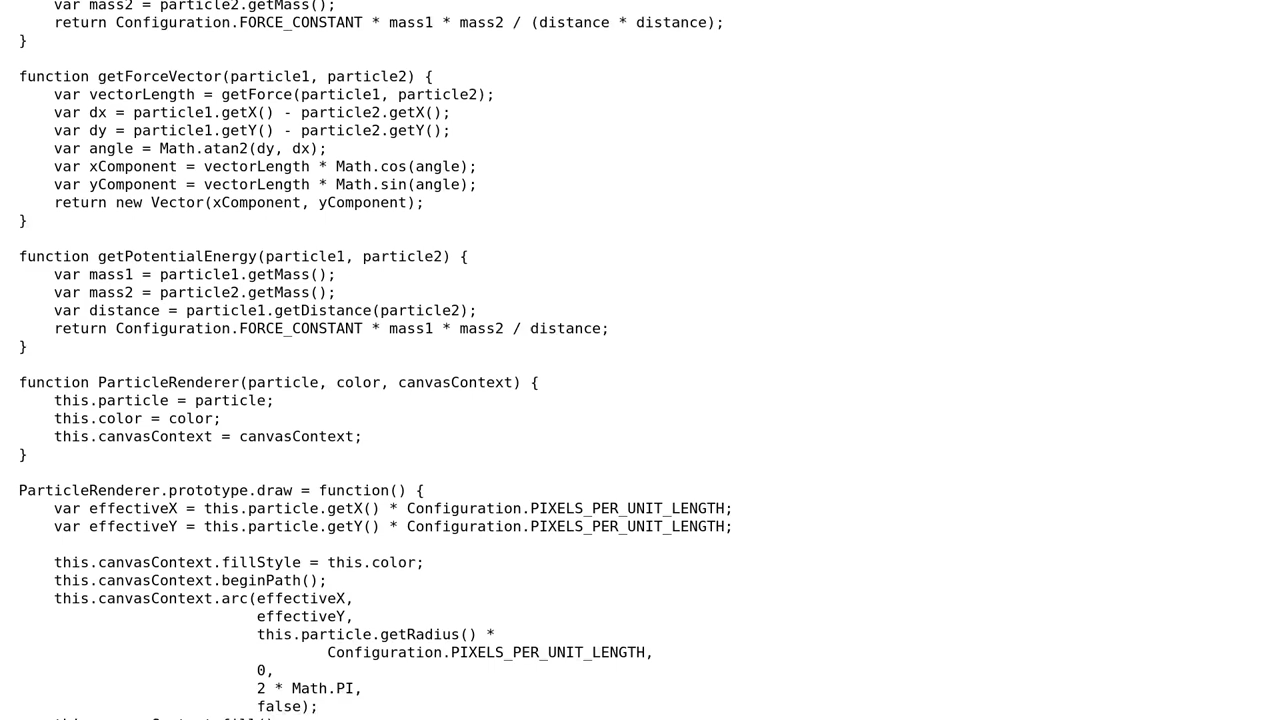 var mass2 = particle2.getMass();
    return Configuration.FORCE_CONSTANT * mass1 * mass2 / (distance * distance);
}

function getForceVector(particle1, particle2) {
    var vectorLength = getForce(particle1, particle2);
    var dx = particle1.getX() - particle2.getX();
    var dy = particle1.getY() - particle2.getY();
    var angle = Math.atan2(dy, dx);
    var xComponent = vectorLength * Math.cos(angle);
    var yComponent = vectorLength * Math.sin(angle);
    return new Vector(xComponent, yComponent);
}

function getPotentialEnergy(particle1, particle2) {
    var mass1 = particle1.getMass();
    var mass2 = particle2.getMass();
    var distance = particle1.getDistance(particle2);
    return Configuration.FORCE_CONSTANT * mass1 * mass2 / distance;
}

function ParticleRenderer(particle, color, canvasContext) {
    this.particle = particle;
    this.color = color;
    this.canvasContext = canvasContext;
}

ParticleRenderer.prototype.draw = function() {
    var effectiveX = this.particle.getX() * Configuration.PIXELS_PER_UNIT_LENGTH;
    var effectiveY = this.particle.getY() * Configuration.PIXELS_PER_UNIT_LENGTH;

    this.canvasContext.fillStyle = this.color;
    this.canvasContext.beginPath();
    this.canvasContext.arc(effectiveX,
                           effectiveY,
                           this.particle.getRadius() *
                                   Configuration.PIXELS_PER_UNIT_LENGTH,
                           0,
                           2 * Math.PI,
                           false);